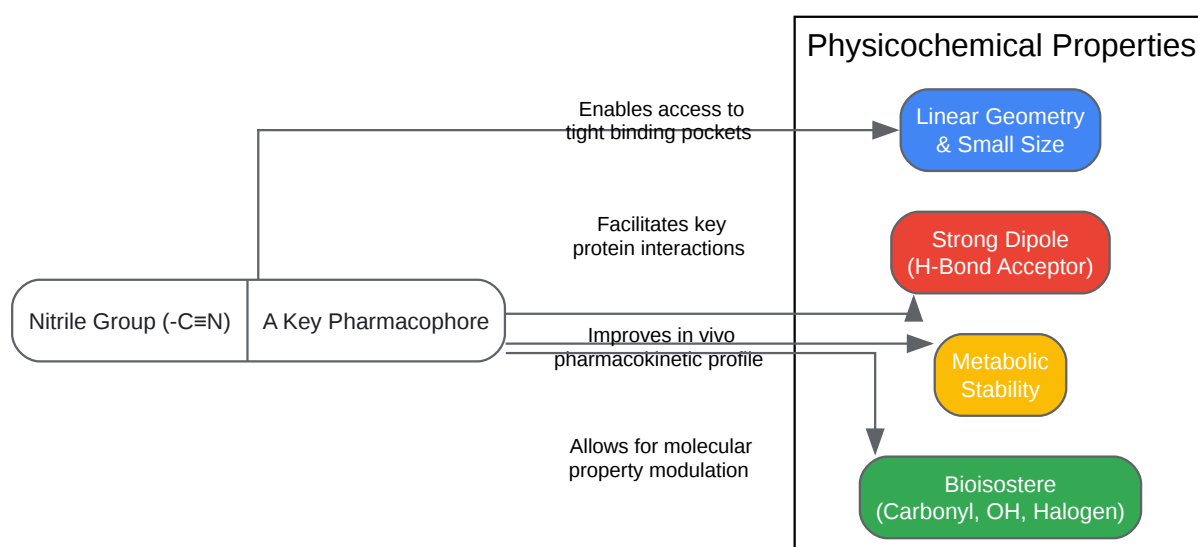 Physicochemical Properties
Enables access to
tight binding pockets
Linear Geometry
& Small Size
Facilitates key
protein interactions
Strong Dipole
(H-Bond Acceptor)
Nitrile Group (-C≡N)
A Key Pharmacophore
Improves in vivo
pharmacokinetic profile
Metabolic
Stability
Allows for molecular
property modulation
Bioisostere
(Carbonyl, OH, Halogen)